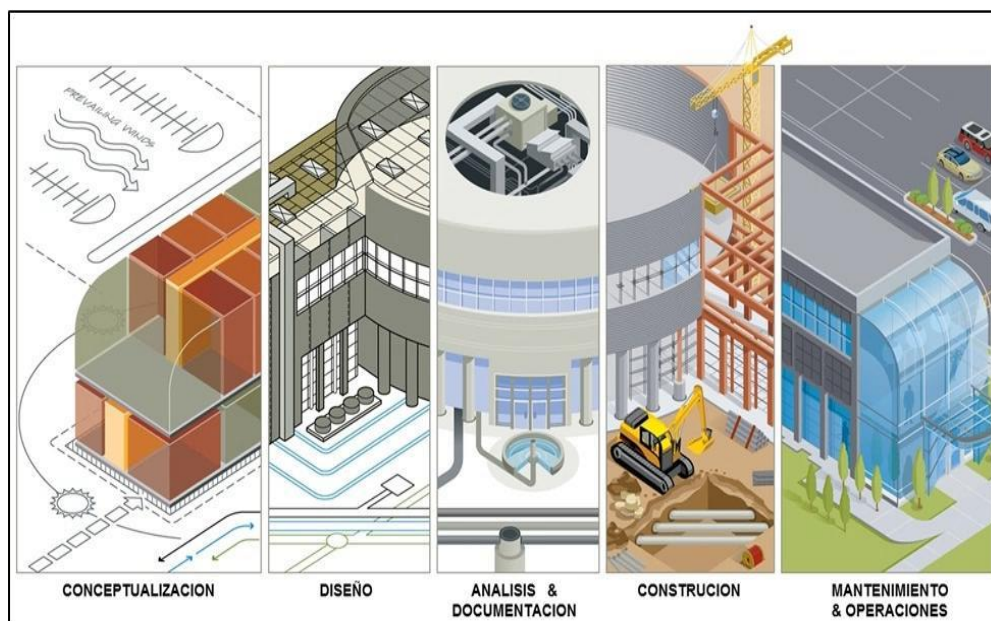 PREVAILING WINDS
CONCEPTUALIZACION
DISEÑO
ANALISIS &
DOCUMENTACION
CONSTRUCION
MANTENIMIENTO
& OPERACIONES